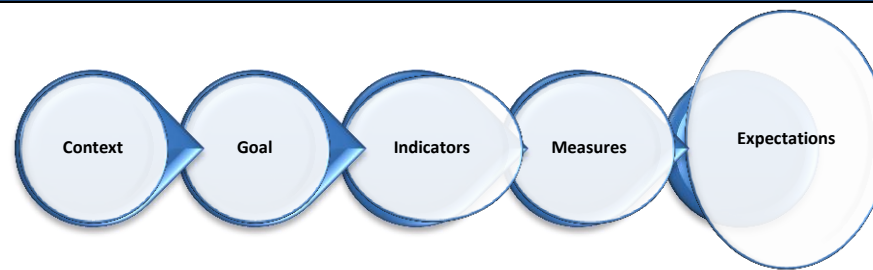 Context
Goal
Indicators
Measures
Expectations